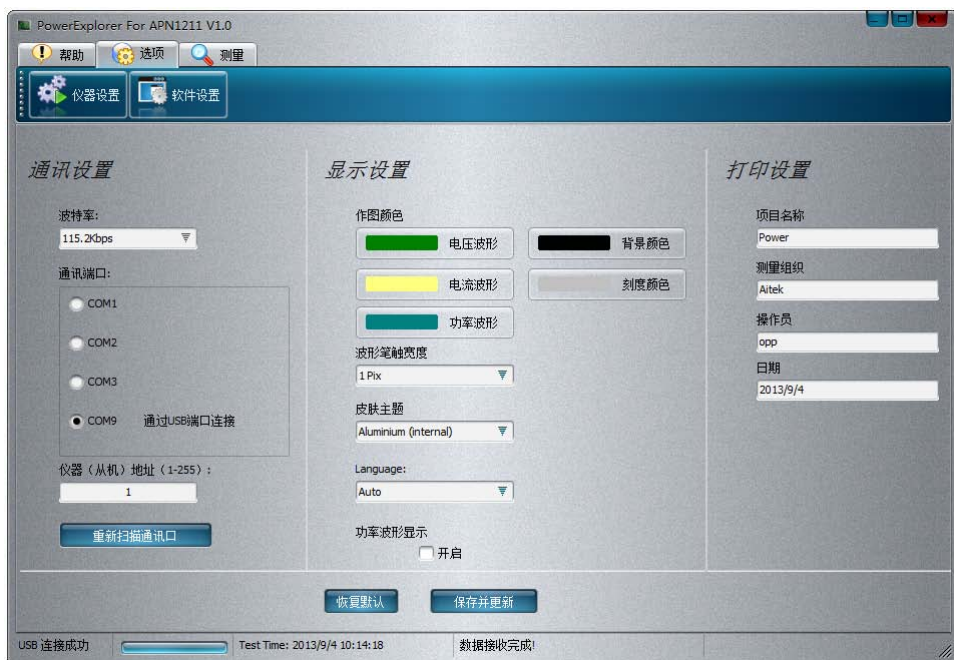 PowerExplorer For APN1211 V1.0
帮助 选项 测量
仪器设置 软件设置
通讯设置
波特率:
115.2Kbps
通讯端口:
COM1
COM2
COM3
COM9 通过USB端口连接
仪器（从机）地址（1-255）:
1
重新扫描通讯口
显示设置
作图颜色
电压波形 背景颜色
电流波形 刻度颜色
功率波形
波形笔触宽度
1 Pix
皮肤主题
Aluminium (internal)
Language:
Auto
功率波形显示
开启
打印设置
项目名称
Power
测量组织
Aitek
操作员
opp
日期
2013/9/4
恢复默认 保存并更新
USB 连接成功 Test Time: 2013/9/4 10:14:18 数据接收完成!